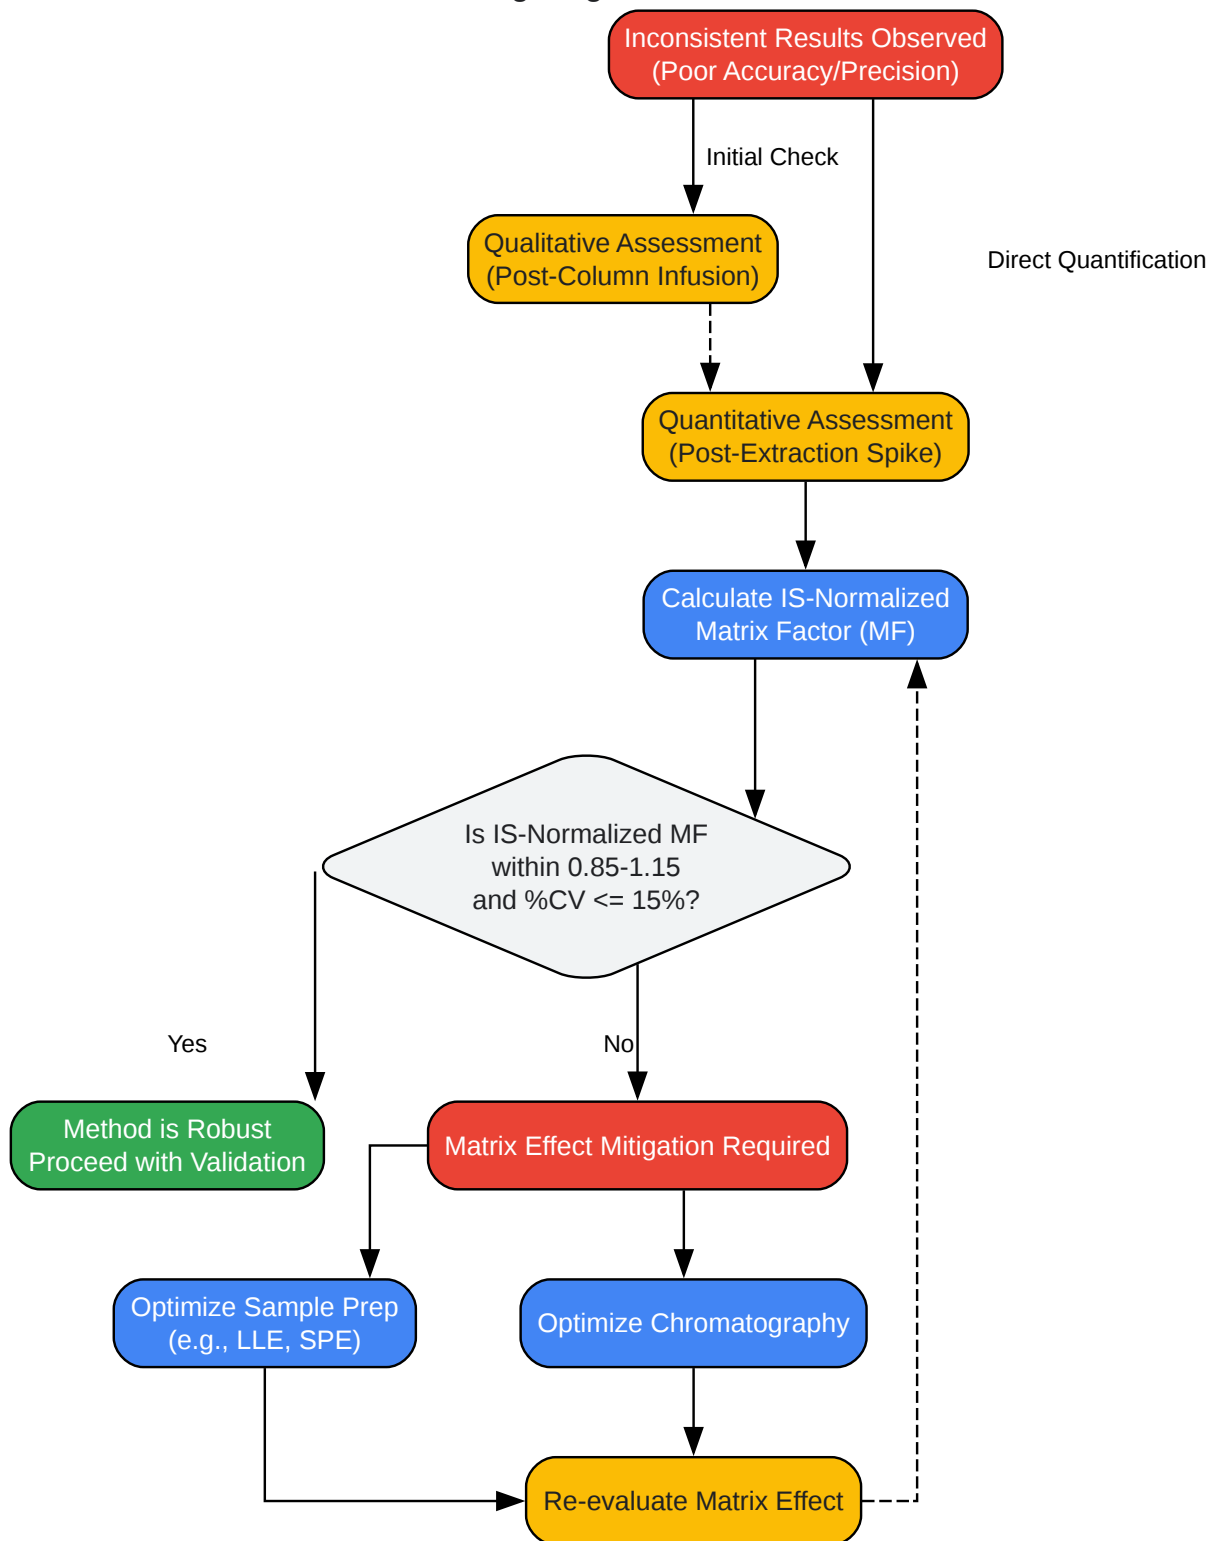 Inconsistent Results Observed
(Poor Accuracy/Precision)
Initial Check
Qualitative Assessment
(Post-Column Infusion)
Direct Quantification
Quantitative Assessment
(Post-Extraction Spike)
Calculate IS-Normalized
Matrix Factor (MF)
Is IS-Normalized MF
within 0.85-1.15
and %CV <= 15%?
Yes
No
Method is Robust
Proceed with Validation
Matrix Effect Mitigation Required
Optimize Sample Prep
(e.g., LLE, SPE)
Optimize Chromatography
Re-evaluate Matrix Effect